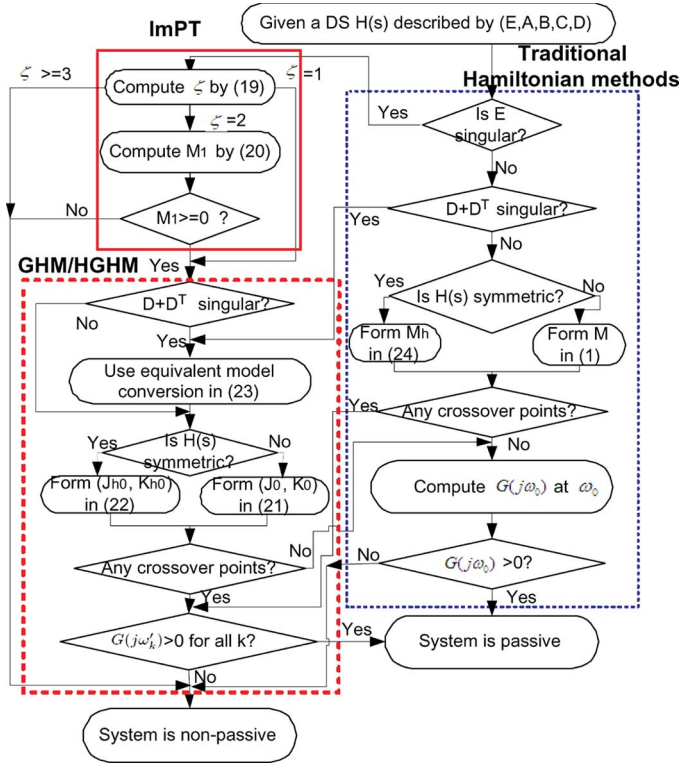 Given a DS H(s) described by (E,A,B,C,D)
ImPT
Traditional
Hamiltonian methods
ζ >=3
Compute ζ by (19)
ζ =1
ζ =2
Compute M1 by (20)
No
M1>=0 ?
Yes
Yes
Is E
singular?
No
D+Dᵀ singular?
Yes
No
Is H(s) symmetric?
Yes
No
Form Mh
in (24)
Form M
in (1)
Any crossover points?
Yes
No
Compute G(jω₀) at ω₀
G(jω₀) >0?
No
Yes
System is passive
GHM/HGHM
D+Dᵀ singular?
No
Yes
Use equivalent model
conversion in (23)
Is H(s)
symmetric?
Yes
No
Form (Jh0, Kh0)
in (22)
Form (J0, K0)
in (21)
Any crossover points?
No
Yes
G(jω′ₖ)>0 for all k?
Yes
No
System is non-passive